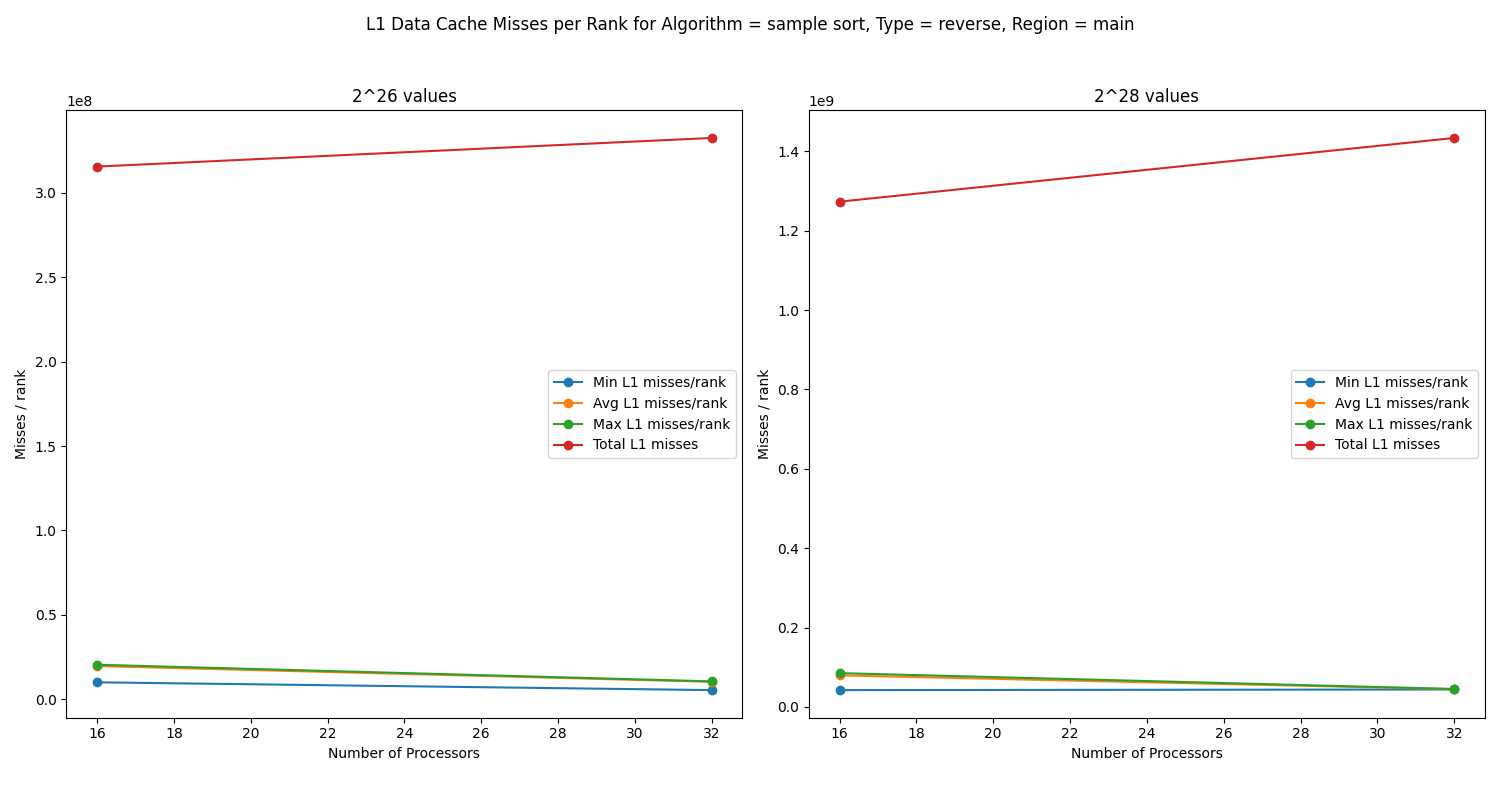 L1 Data Cache Misses per Rank for Algorithm = sample sort, Type = reverse, Region = main
2^26 values
1e8
3.0
2.5
2.0
1.5
1.0
0.5
0.0
Misses / rank
16 18 20 22 24 26 28 30 32
Number of Processors
Min L1 misses/rank
Avg L1 misses/rank
Max L1 misses/rank
Total L1 misses
2^28 values
1e9
1.4
1.2
1.0
0.8
0.6
0.4
0.2
0.0
Misses / rank
16 18 20 22 24 26 28 30 32
Number of Processors
Min L1 misses/rank
Avg L1 misses/rank
Max L1 misses/rank
Total L1 misses